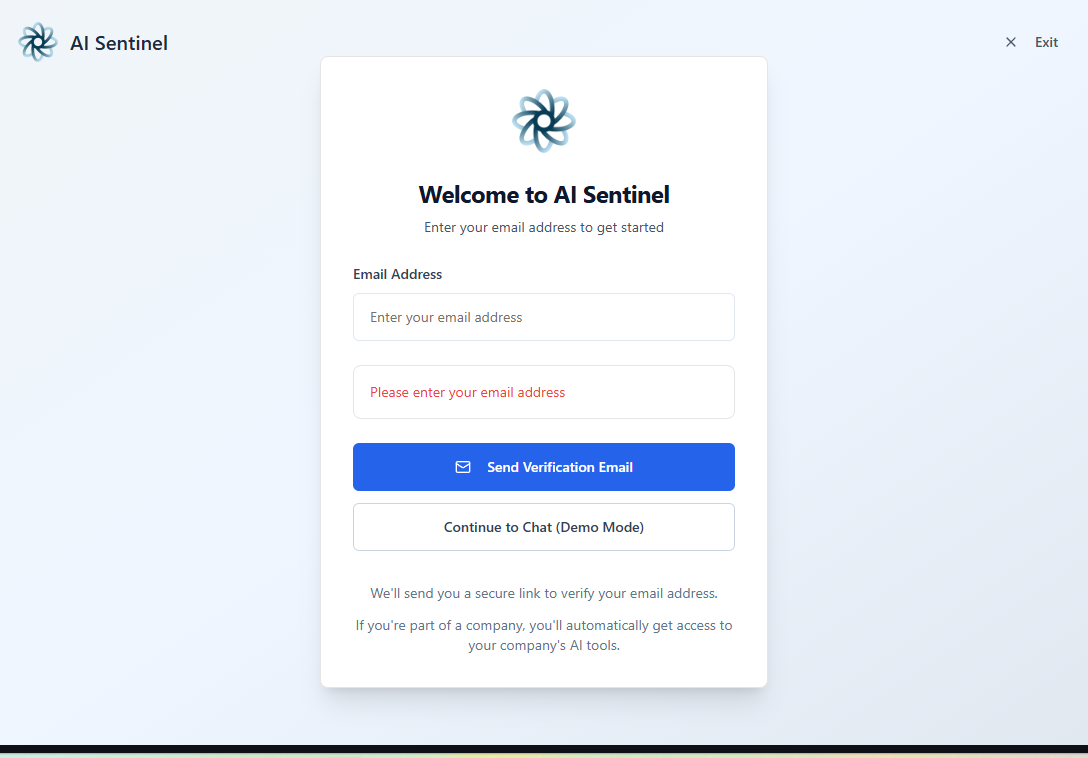 AI Sentinel
Exit
Welcome to AI Sentinel
Enter your email address to get started
Email Address
Enter your email address
Please enter your email address
Send Verification Email
Continue to Chat (Demo Mode)
We'll send you a secure link to verify your email address.
If you're part of a company, you'll automatically get access to
your company's AI tools.